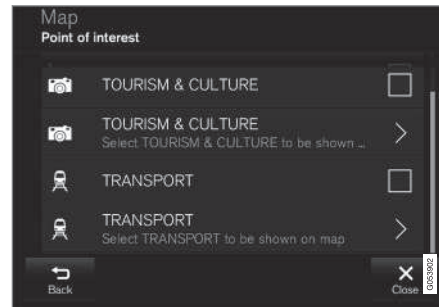 Map
Point of interest
TOURISM & CULTURE
TOURISM & CULTURE
Select TOURISM & CULTURE to be shown ...
TRANSPORT
TRANSPORT
Select TRANSPORT to be shown on map
Back
Close
G053902